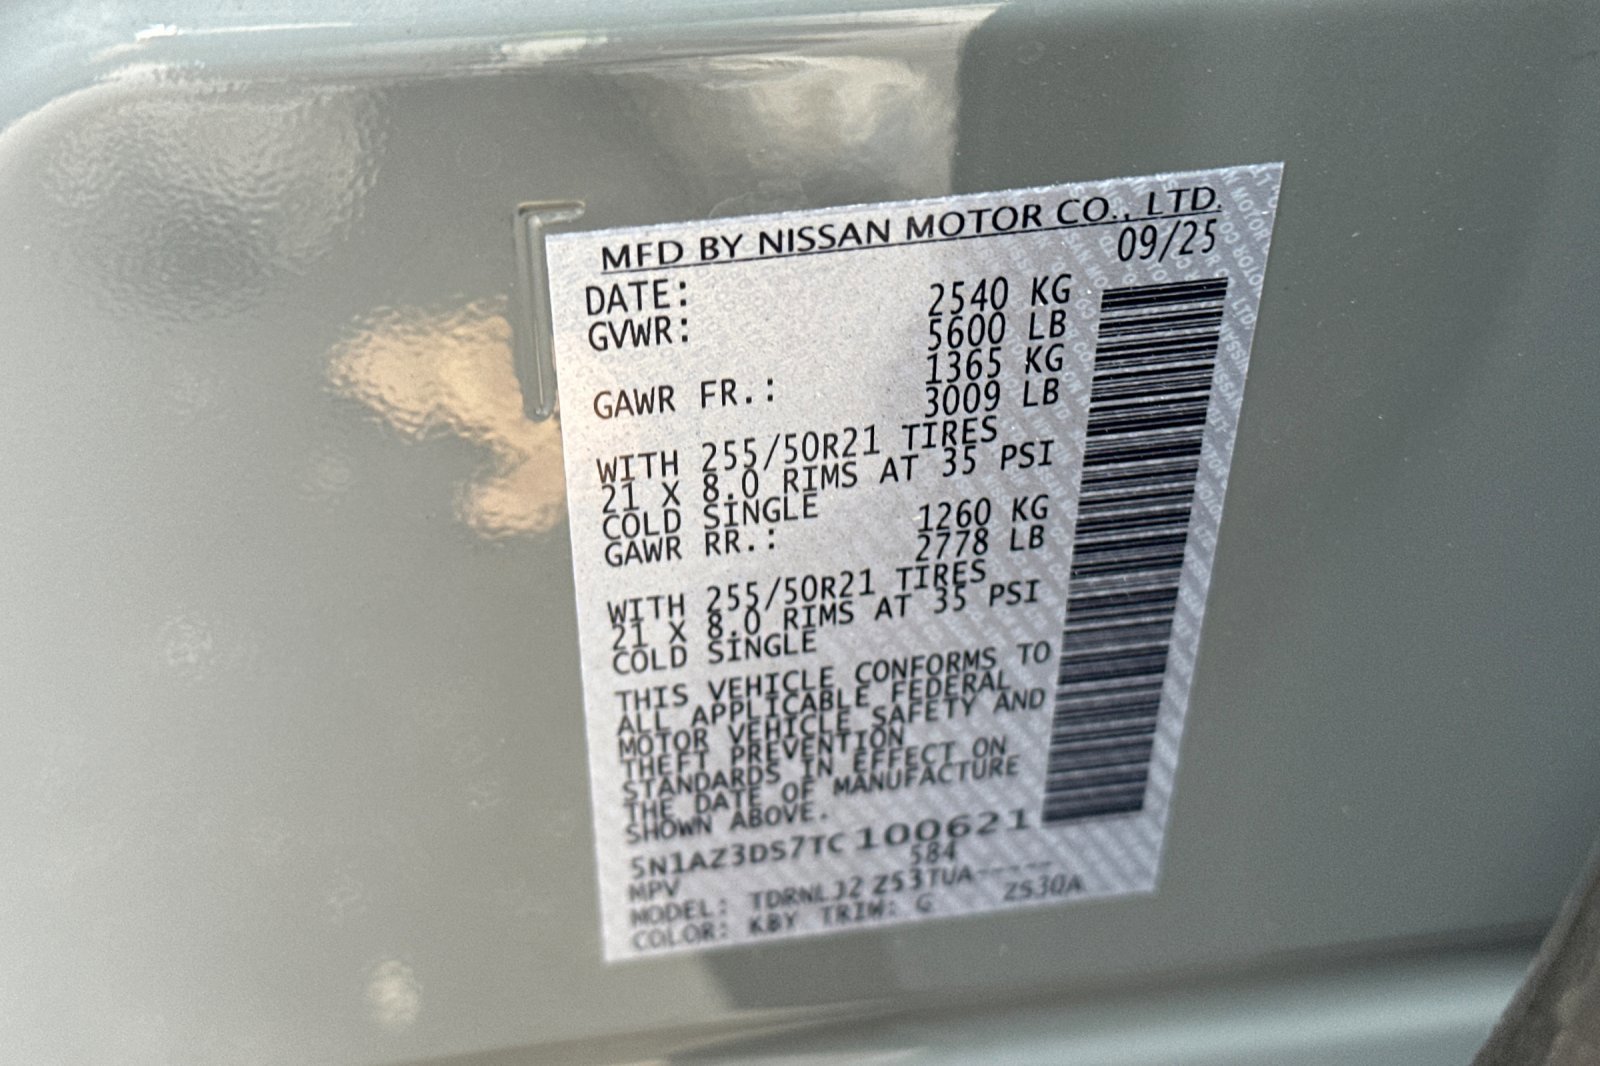 MFD BY NISSAN MOTOR CO., LTD.
DATE: 09/25
GVWR: 2540 KG
5600 LB
GAWR FR.: 1365 KG
3009 LB
WITH 255/50R21 TIRES
21 X 8.0 RIMS AT 35 PSI
COLD SINGLE
GAWR RR.: 1260 KG
2778 LB
WITH 255/50R21 TIRES
21 X 8.0 RIMS AT 35 PSI
COLD SINGLE
THIS VEHICLE CONFORMS TO
ALL APPLICABLE FEDERAL
MOTOR VEHICLE SAFETY AND
THEFT PREVENTION
STANDARDS IN EFFECT ON
THE DATE OF MANUFACTURE
SHOWN ABOVE.
5N1AZ3DS7TC100621
MPV 584
MODEL: TDRNLJ2 Z53TUA-----
COLOR: KBY TRIM: G ZS30A